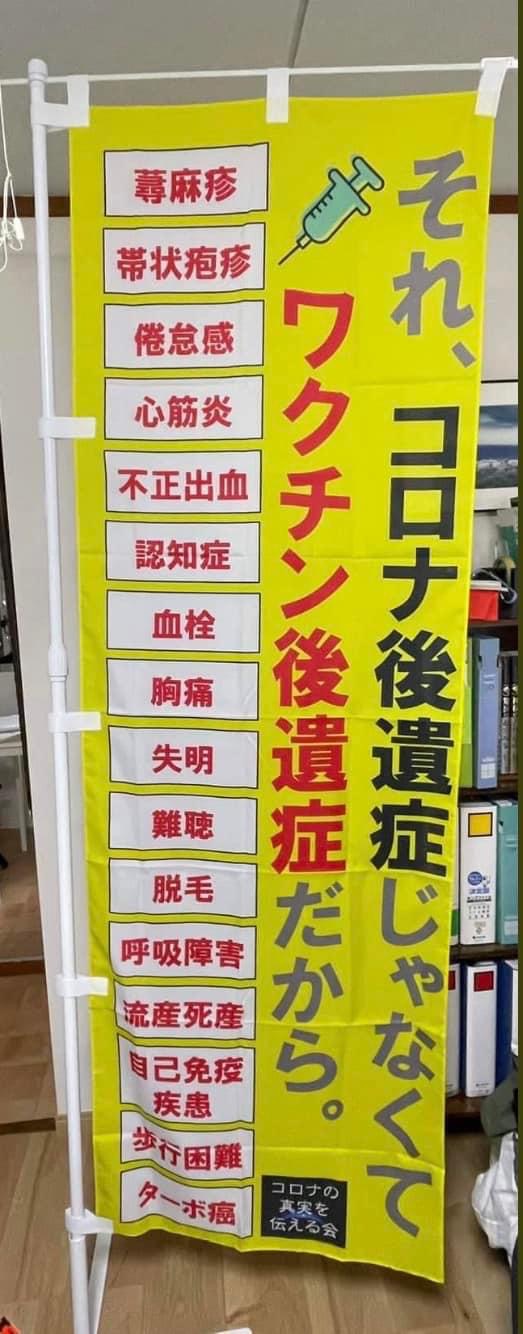 それ、コロナ後遺症じゃなくて
ワクチン後遺症だから。
蕁麻疹
帯状疱疹
倦怠感
心筋炎
不正出血
認知症
血栓
胸痛
失明
難聴
脱毛
呼吸障害
流産死産
自己免疫
疾患
歩行困難
ターボ癌
コロナの
真実を
伝える会